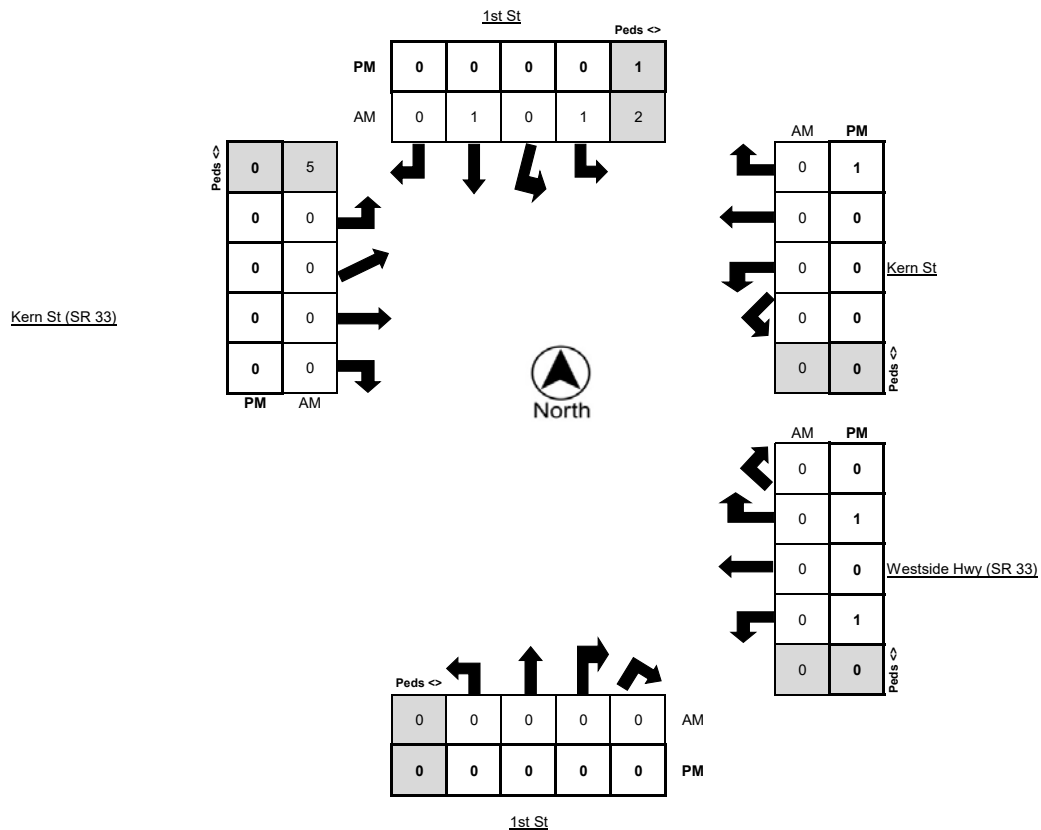 1st St
Peds <>
PM 0 0 0 0 1
AM 0 1 0 1 2
AM PM
Peds <>
0 5
0 0
0 0
0 0
0 0
PM AM
Kern St (SR 33)
0 1
0 0
0 0
Kern St
0 0
0 0
Peds <>
North
AM PM
0 0
0 1
0 0
Westside Hwy (SR 33)
0 1
0 0
Peds <>
Peds <>
0 0 0 0 0 AM
0 0 0 0 0 PM
1st St